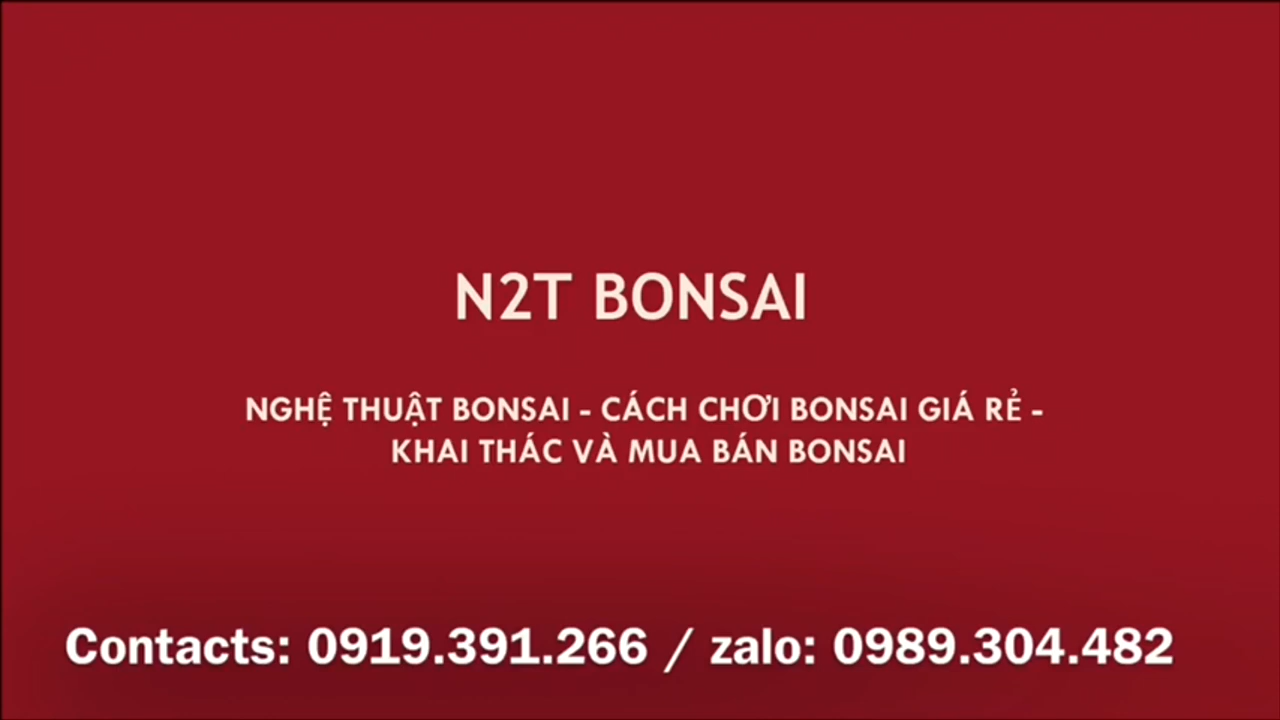 N2T BONSAI
NGHỆ THUẬT BONSAI - CÁCH CHƠI BONSAI GIÁ RẺ -
KHAI THÁC VÀ MUA BÁN BONSAI
Contacts: 0919.391.266 / zalo: 0989.304.482